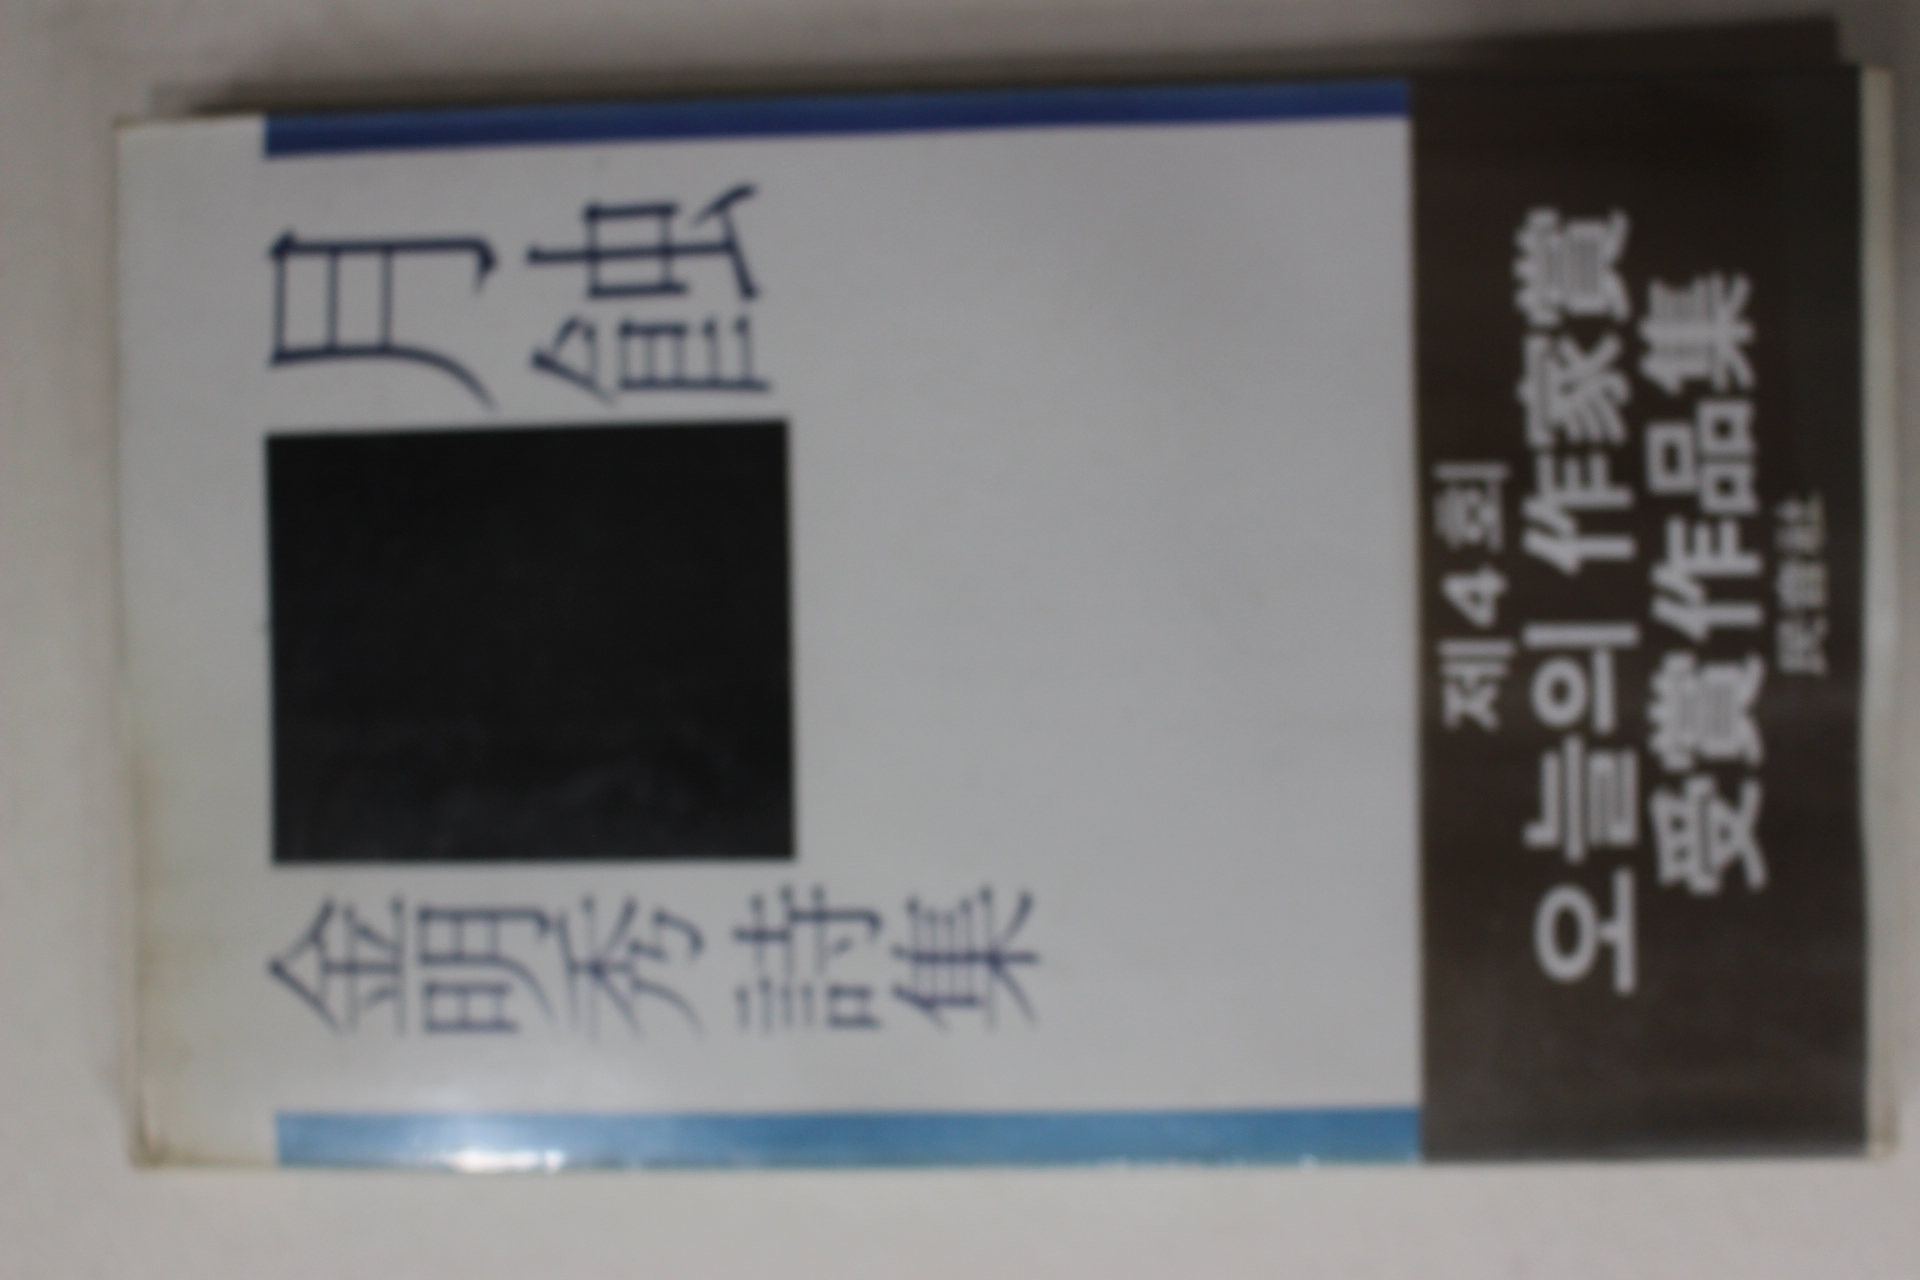 月蝕
金明秀詩集
제4회
오늘의 作家賞
受賞作品集
民音社